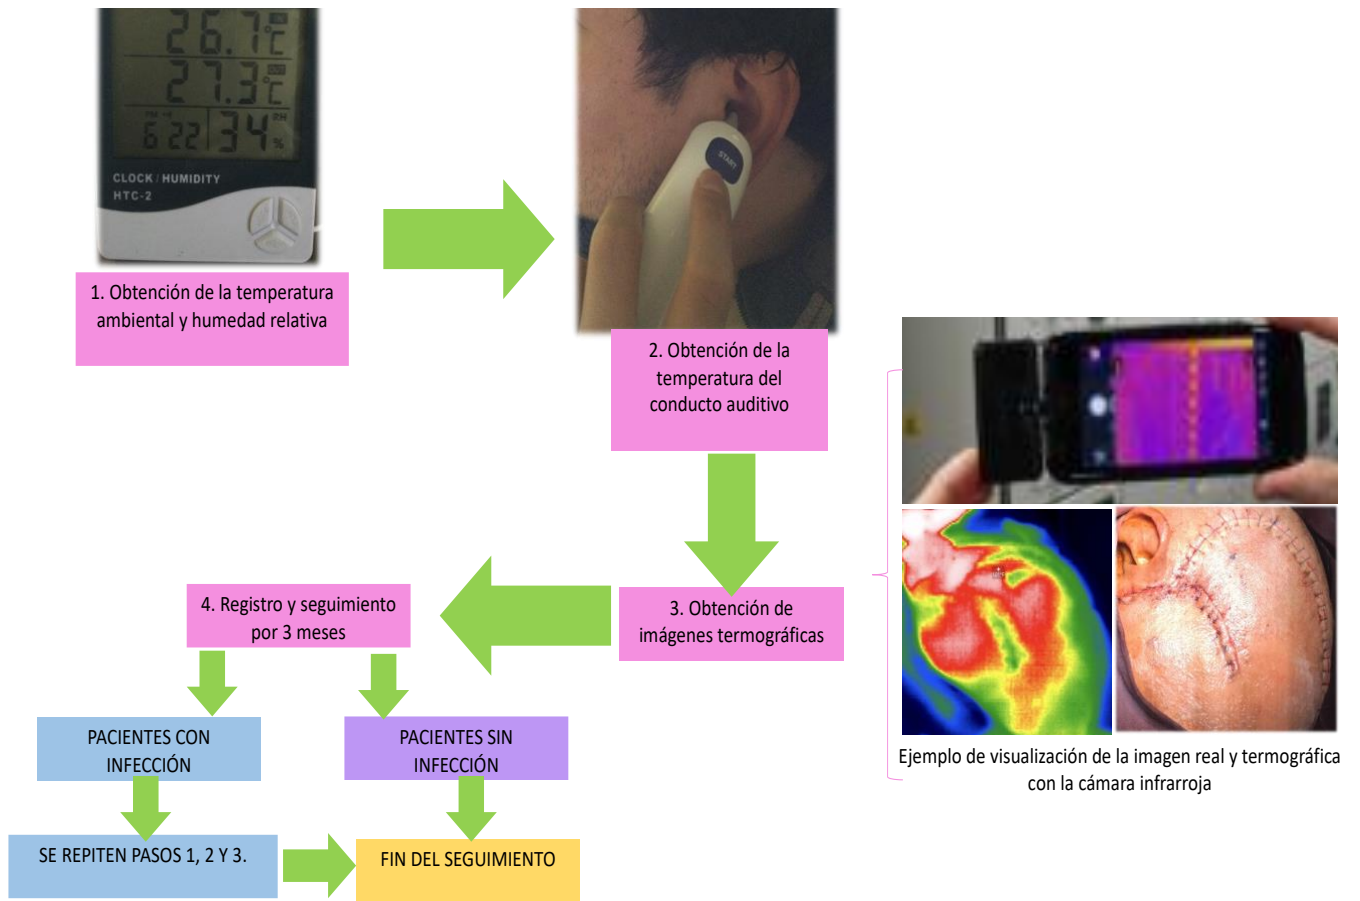 26.7°C IN
27.3°C OUT
6:22 34% RH
CLOCK / HUMIDITY
HTC-2
1. Obtención de la temperatura
ambiental y humedad relativa
START
2. Obtención de la
temperatura del
conducto auditivo
3. Obtención de
imágenes termográficas
4. Registro y seguimiento
por 3 meses
PACIENTES CON
INFECCIÓN
PACIENTES SIN
INFECCIÓN
SE REPITEN PASOS 1, 2 Y 3.
FIN DEL SEGUIMIENTO
Ejemplo de visualización de la imagen real y termográfica
con la cámara infrarroja